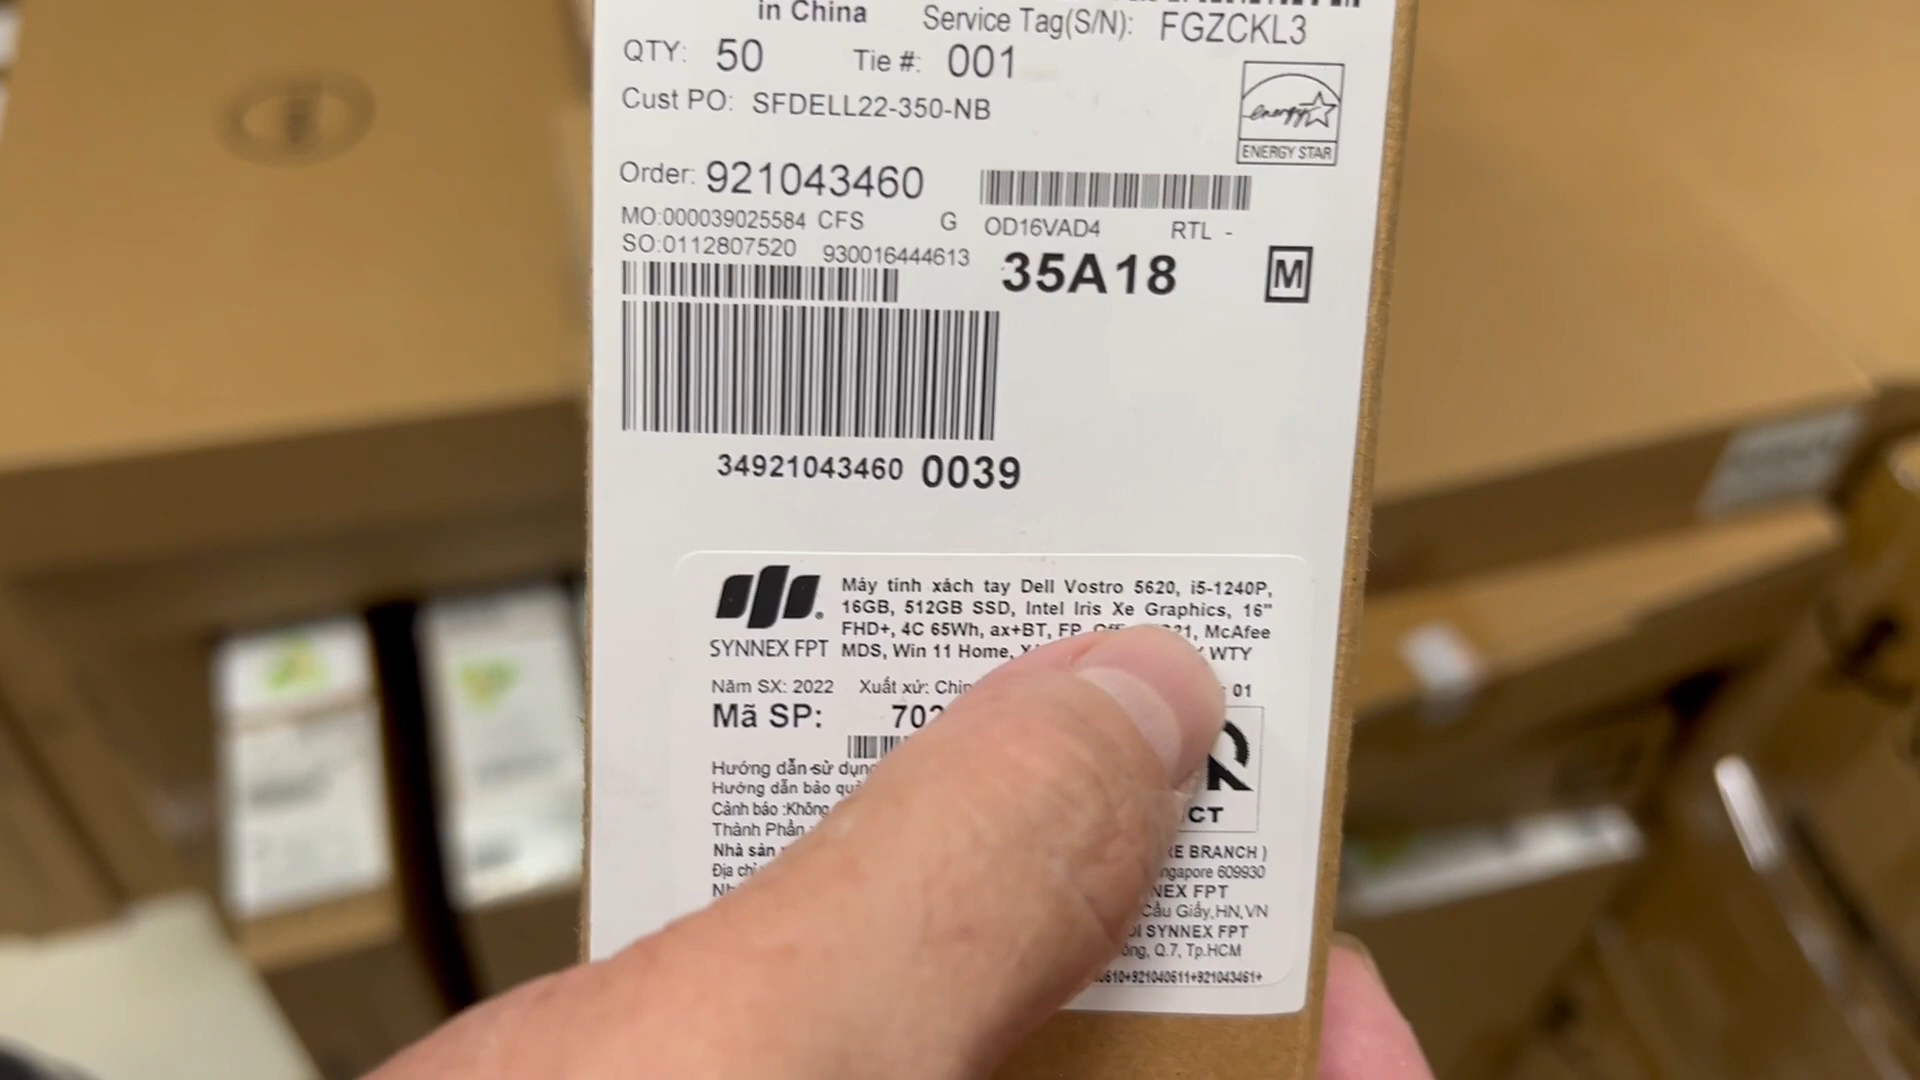 in China
Service Tag(S/N): FGZCKL3
QTY: 50 Tie #: 001
Cust PO: SFDELL22-350-NB
energy
ENERGY STAR
Order: 921043460
MO:000039025584 CFS G OD16VAD4 RTL -
SO:0112807520 930016444613 35A18 M
34921043460 0039
SYNNEX FPT
Máy tính xách tay Dell Vostro 5620, i5-1240P,
16GB, 512GB SSD, Intel Iris Xe Graphics, 16"
FHD+, 4C 65Wh, ax+BT, FP, McAfee
MDS, Win 11 Home, WTY
Năm SX: 2022 Xuất xứ: 01
Mã SP:
Hướng dẫn sử dụng
Hướng dẫn bảo
Cảnh báo :Không
Thành Phần
CT
Nhà sản
BRANCH )
Địa chỉ
609930
FPT
Cầu Giấy,HN,VN
SYNNEX FPT
Q.7, Tp.HCM
+921040611+921043461+